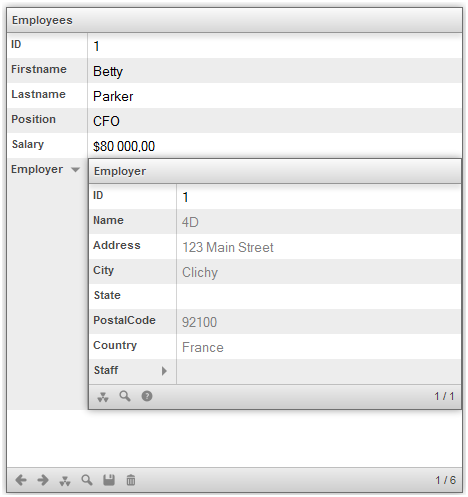 Employees
ID 1
Firstname Betty
Lastname Parker
Position CFO
Salary $80 000,00
Employer Employer
ID 1
Name 4D
Address 123 Main Street
City Clichy
State
PostalCode 92100
Country France
Staff
1 / 1
1 / 6